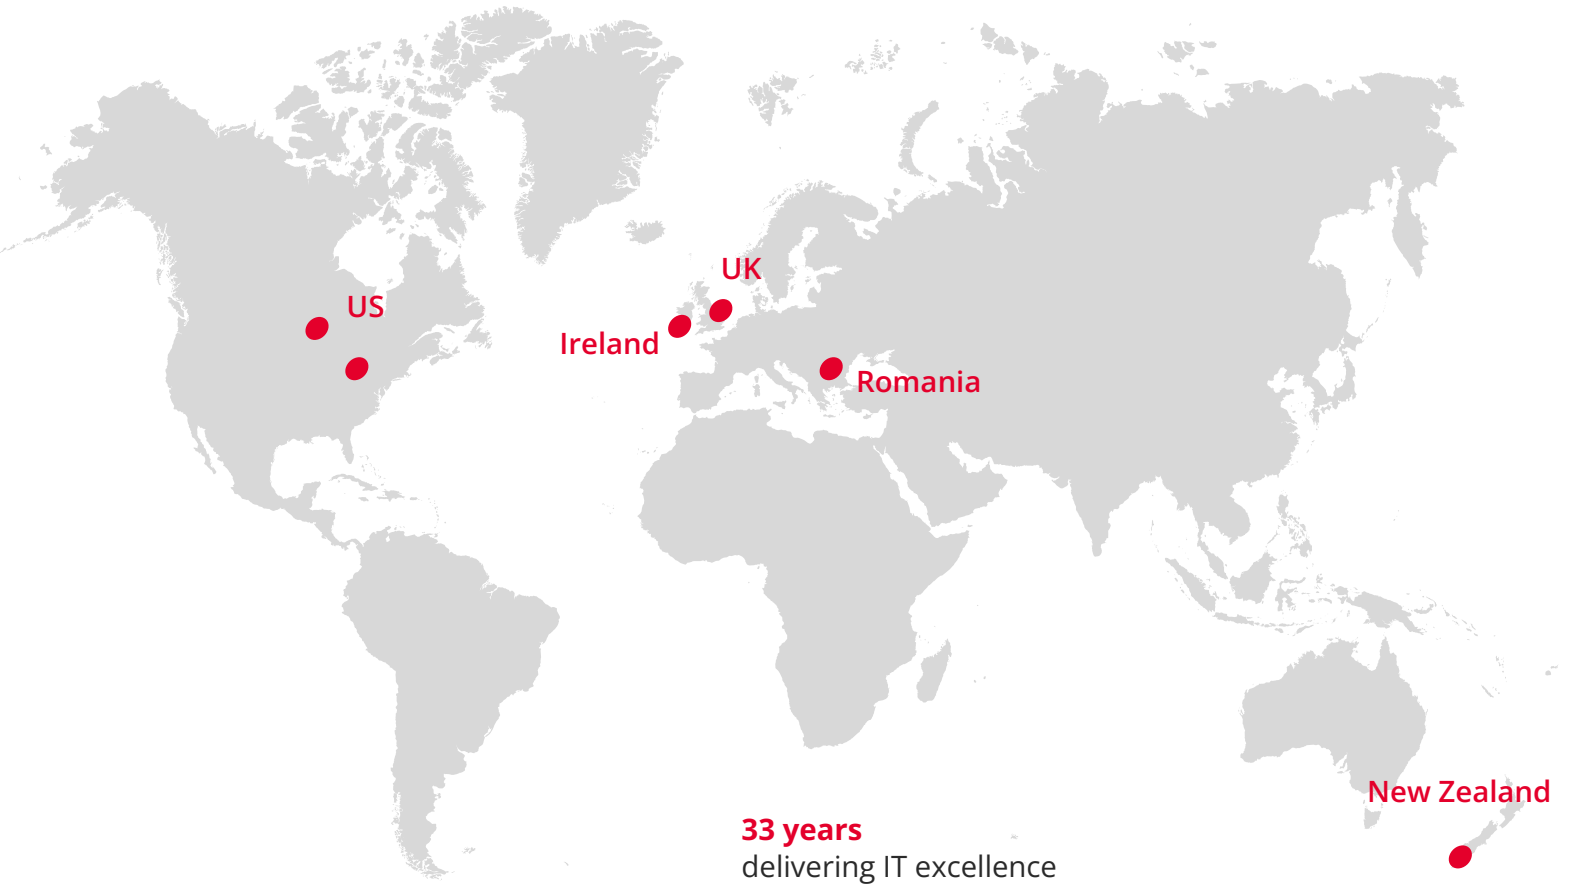 UK
US
Ireland
Romania
New Zealand
33 years
delivering IT excellence